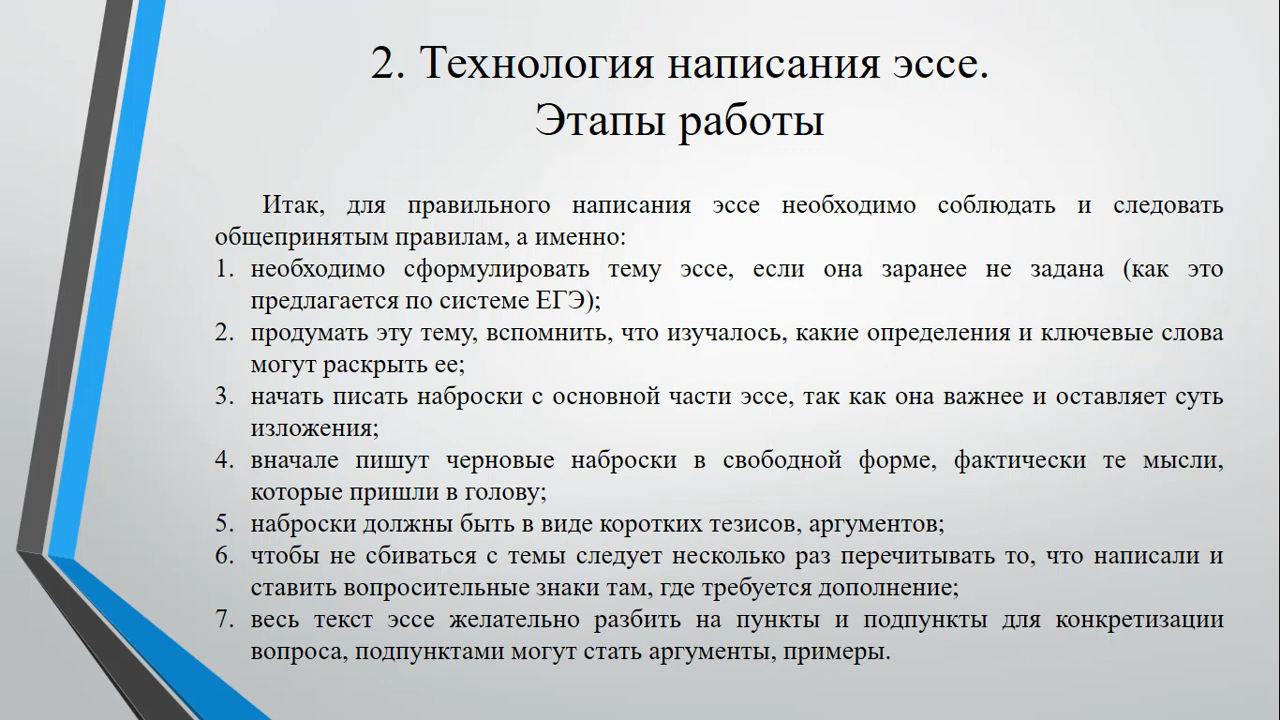 2. Технология написания эссе.
Этапы работы
Итак, для правильного написания эссе необходимо соблюдать и следовать
общепринятым правилам, а именно:
1. необходимо сформулировать тему эссе, если она заранее не задана (как это
предлагается по системе ЕГЭ);
2. продумать эту тему, вспомнить, что изучалось, какие определения и ключевые слова
могут раскрыть ее;
3. начать писать наброски с основной части эссе, так как она важнее и оставляет суть
изложения;
4. вначале пишут черновые наброски в свободной форме, фактически те мысли,
которые пришли в голову;
5. наброски должны быть в виде коротких тезисов, аргументов;
6. чтобы не сбиваться с темы следует несколько раз перечитывать то, что написали и
ставить вопросительные знаки там, где требуется дополнение;
7. весь текст эссе желательно разбить на пункты и подпункты для конкретизации
вопроса, подпунктами могут стать аргументы, примеры.